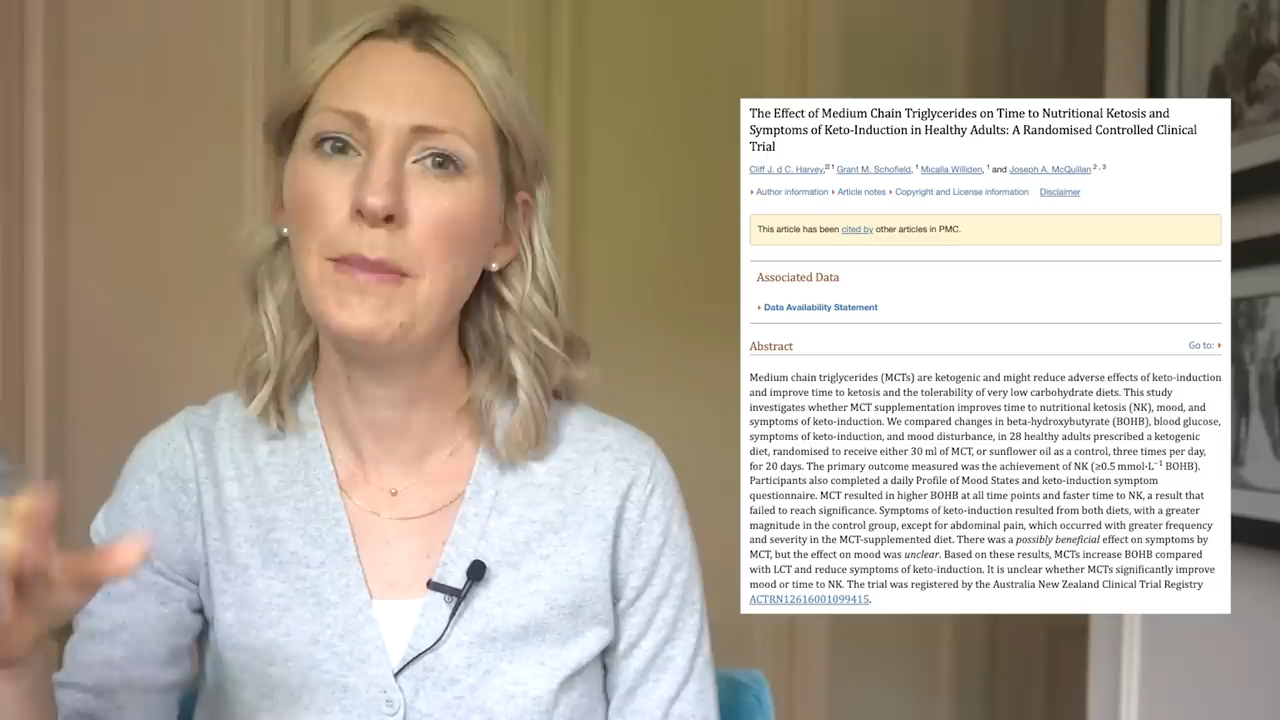 The Effect of Medium Chain Triglycerides on Time to Nutritional Ketosis and
Symptoms of Keto-Induction in Healthy Adults: A Randomised Controlled Clinical
Trial
Cliff J. d C. Harvey,✉ 1 Grant M. Schofield, 1 Micalla Williden, 1 and Joseph A. McQuillan 2 , 3
Author information Article notes Copyright and License information Disclaimer
This article has been cited by other articles in PMC.
Associated Data
Data Availability Statement
Abstract Go to:
Medium chain triglycerides (MCTs) are ketogenic and might reduce adverse effects of keto-induction
and improve time to ketosis and the tolerability of very low carbohydrate diets. This study
investigates whether MCT supplementation improves time to nutritional ketosis (NK), mood, and
symptoms of keto-induction. We compared changes in beta-hydroxybutyrate (BOHB), blood glucose,
symptoms of keto-induction, and mood disturbance, in 28 healthy adults prescribed a ketogenic
diet, randomised to receive either 30 ml of MCT, or sunflower oil as a control, three times per day,
for 20 days. The primary outcome measured was the achievement of NK (≥0.5 mmol·L−1 BOHB).
Participants also completed a daily Profile of Mood States and keto-induction symptom
questionnaire. MCT resulted in higher BOHB at all time points and faster time to NK, a result that
failed to reach significance. Symptoms of keto-induction resulted from both diets, with a greater
magnitude in the control group, except for abdominal pain, which occurred with greater frequency
and severity in the MCT-supplemented diet. There was a possibly beneficial effect on symptoms by
MCT, but the effect on mood was unclear. Based on these results, MCTs increase BOHB compared
with LCT and reduce symptoms of keto-induction. It is unclear whether MCTs significantly improve
mood or time to NK. The trial was registered by the Australia New Zealand Clinical Trial Registry
ACTRN12616001099415.